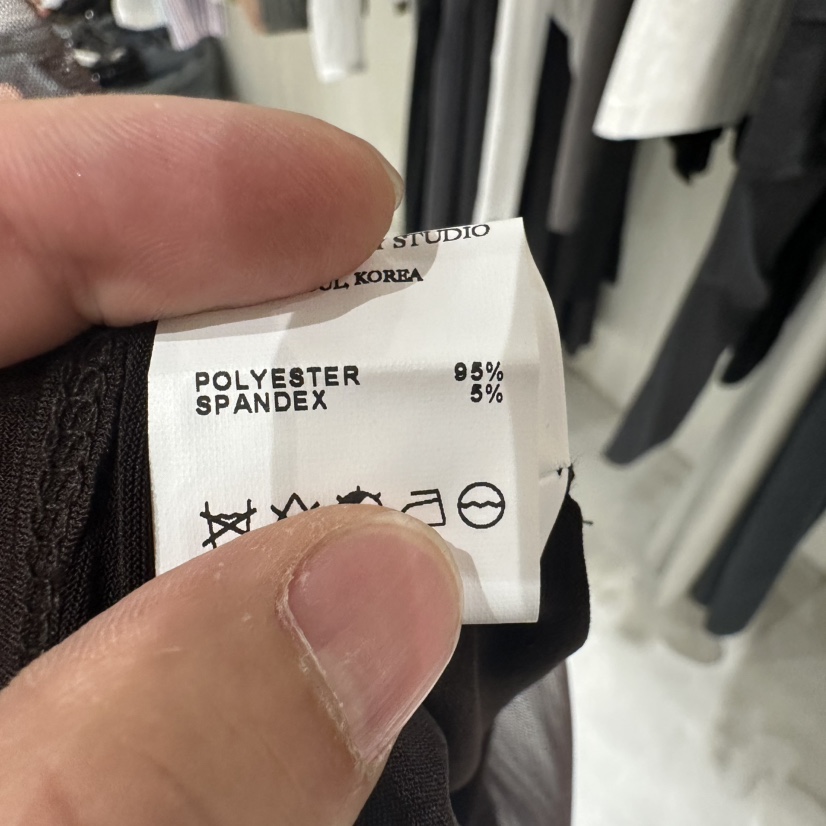 STUDIO
KOREA
POLYESTER 95%
SPANDEX 5%